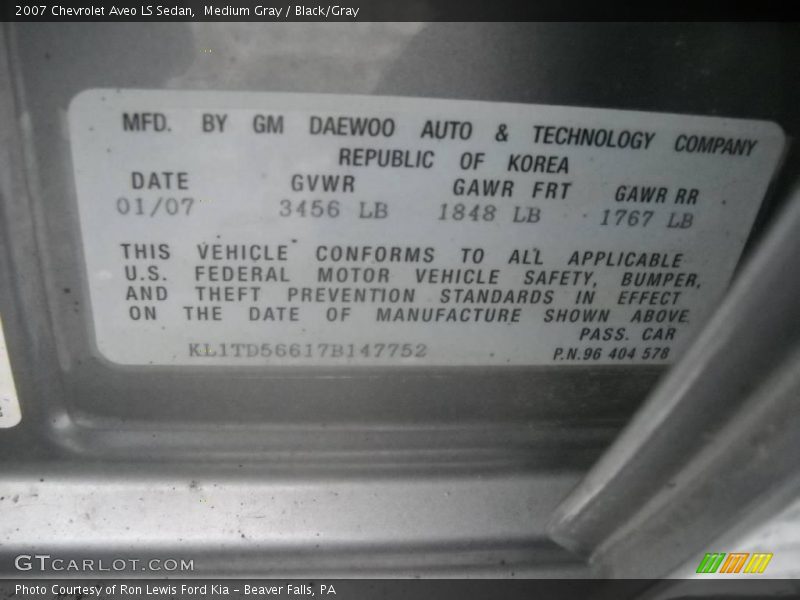 2007 Chevrolet Aveo LS Sedan, Medium Gray / Black/Gray
MFD. BY GM DAEWOO AUTO & TECHNOLOGY COMPANY
REPUBLIC OF KOREA
DATE GVWR GAWR FRT GAWR RR
01/07 3456 LB 1848 LB 1767 LB
THIS VEHICLE CONFORMS TO ALL APPLICABLE
U.S. FEDERAL MOTOR VEHICLE SAFETY, BUMPER,
AND THEFT PREVENTION STANDARDS IN EFFECT
ON THE DATE OF MANUFACTURE SHOWN ABOVE
PASS. CAR
KL1TD56617B147752 P.N.96 404 578
GTCARLOT.COM
Photo Courtesy of Ron Lewis Ford Kia - Beaver Falls, PA